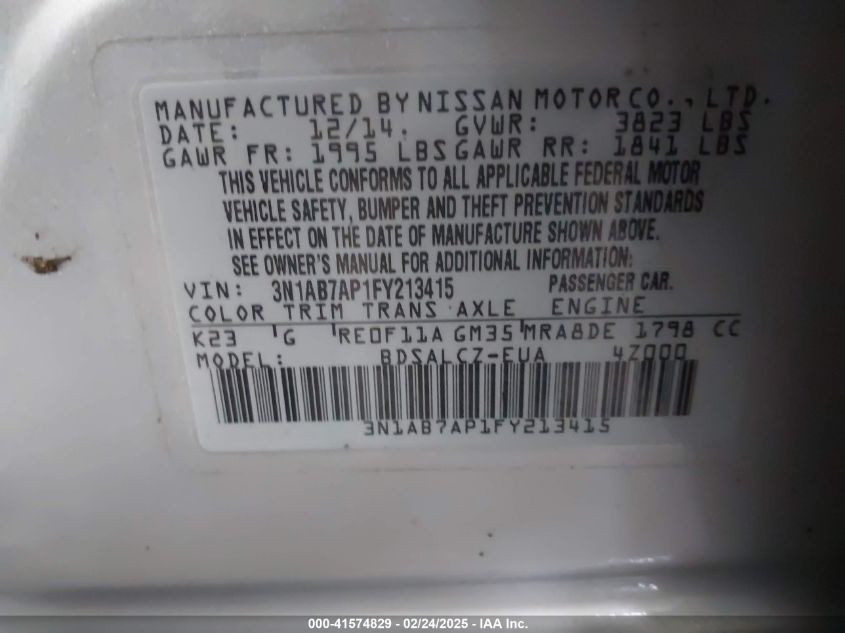 MANUFACTURED BY NISSAN MOTOR CO., LTD.
DATE: 12/14. GVWR: 3823 LBS
GAWR FR: 1995 LBS GAWR RR: 1841 LBS
THIS VEHICLE CONFORMS TO ALL APPLICABLE FEDERAL MOTOR
VEHICLE SAFETY, BUMPER AND THEFT PREVENTION STANDARDS
IN EFFECT ON THE DATE OF MANUFACTURE SHOWN ABOVE.
SEE OWNER'S MANUAL FOR ADDITIONAL INFORMATION:
VIN: 3N1AB7AP1FY213415 PASSENGER CAR.
COLOR TRIM TRANS AXLE ENGINE
K23 G RE0F11A GM35 MRA8DE 1798 CC
MODEL: BDSALCZ-EUA 4Z000
3N1AB7AP1FY213415
000-41574829 - 02/24/2025 - IAA Inc.